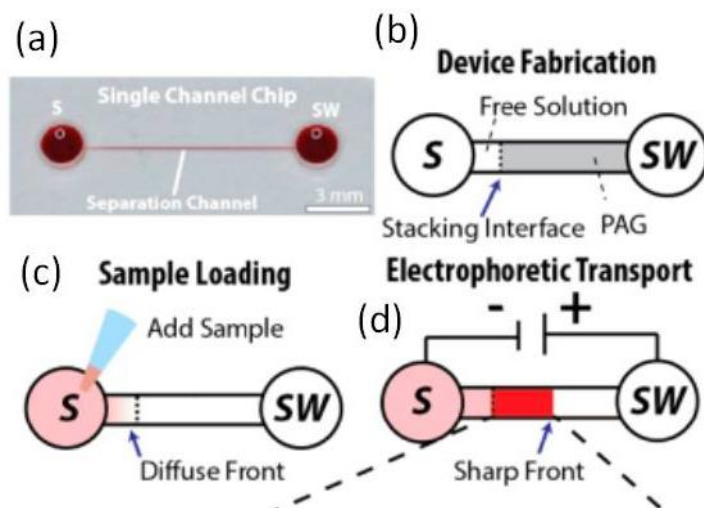 (a)
S
Single Channel Chip
SW
Separation Channel
3 mm
(b)
Device Fabrication
Free Solution
S
SW
Stacking Interface
PAG
(c)
Sample Loading
Add Sample
S
SW
Diffuse Front
Electrophoretic Transport
(d)
- +
S
SW
Sharp Front